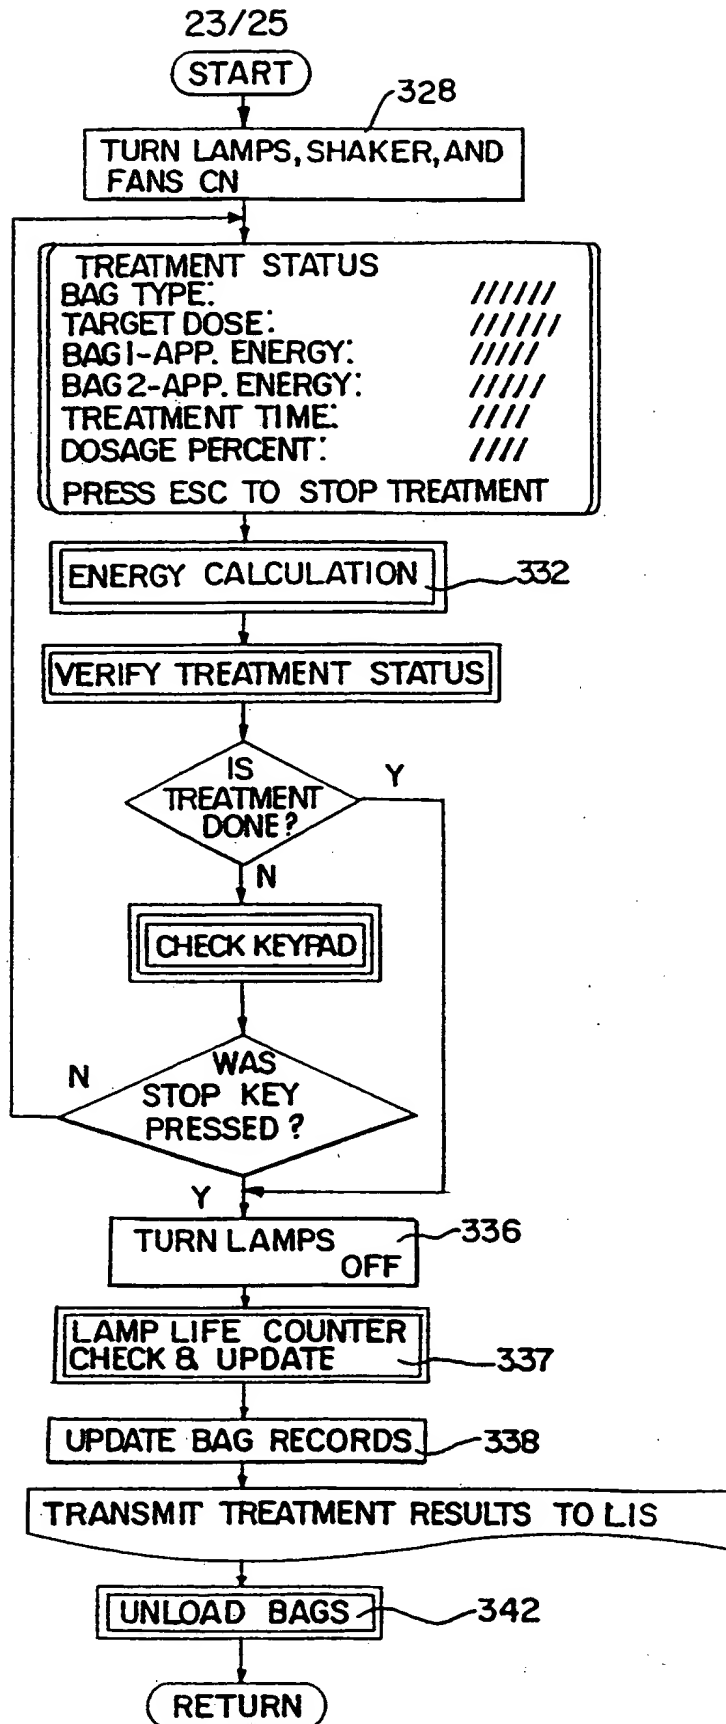 23/25
START
328
TURN LAMPS, SHAKER, AND
FANS CN
TREATMENT STATUS
BAG TYPE: //////
TARGET DOSE: //////
BAG1-APP. ENERGY: /////
BAG2-APP. ENERGY: /////
TREATMENT TIME: ////
DOSAGE PERCENT: ////
PRESS ESC TO STOP TREATMENT
ENERGY CALCULATION 332
VERIFY TREATMENT STATUS
IS
TREATMENT
DONE?
Y
N
CHECK KEYPAD
WAS
STOP KEY
PRESSED?
N
Y
TURN LAMPS
OFF
336
LAMP LIFE COUNTER
CHECK & UPDATE 337
UPDATE BAG RECORDS 338
TRANSMIT TREATMENT RESULTS TO LIS
UNLOAD BAGS 342
RETURN